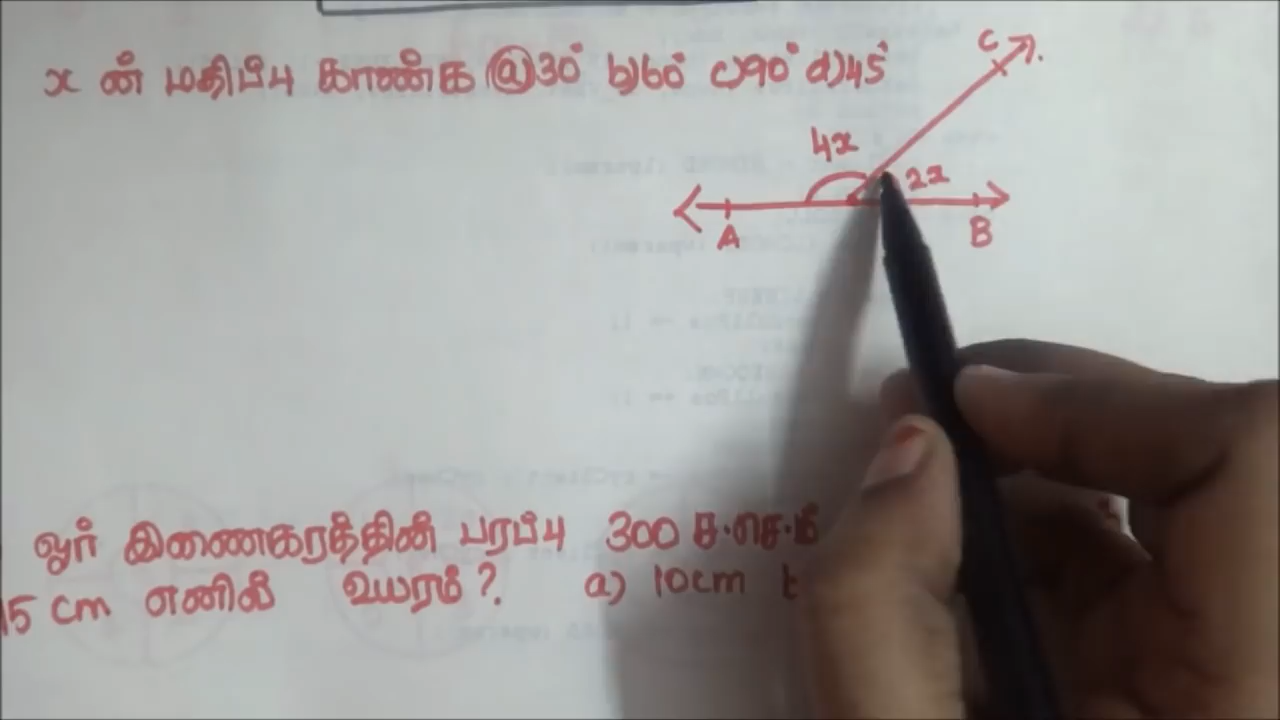 x ன் மதிப்பு காண்க a) 30° b) 60° c) 90° d) 45°
C
4x
2x
A
B
ஓர் இணைகரத்தின் பரப்பு 300 ச.செ.மீ
15 cm எனில் உயரம்? a) 10cm